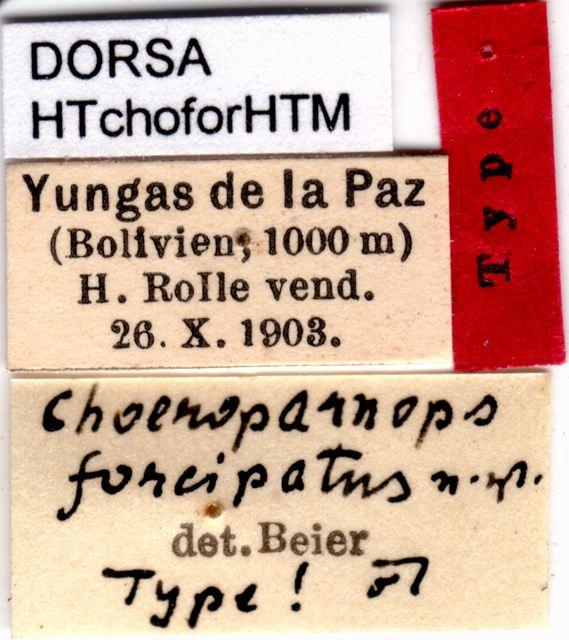 DORSA
HTchoforHTM
Type.
Yungas de la Paz
(Bolivien, 1000 m)
H. Rolle vend.
26. X. 1903.
Choeroparnops
forcipatus n. sp.
det. Beier
Type! ♂